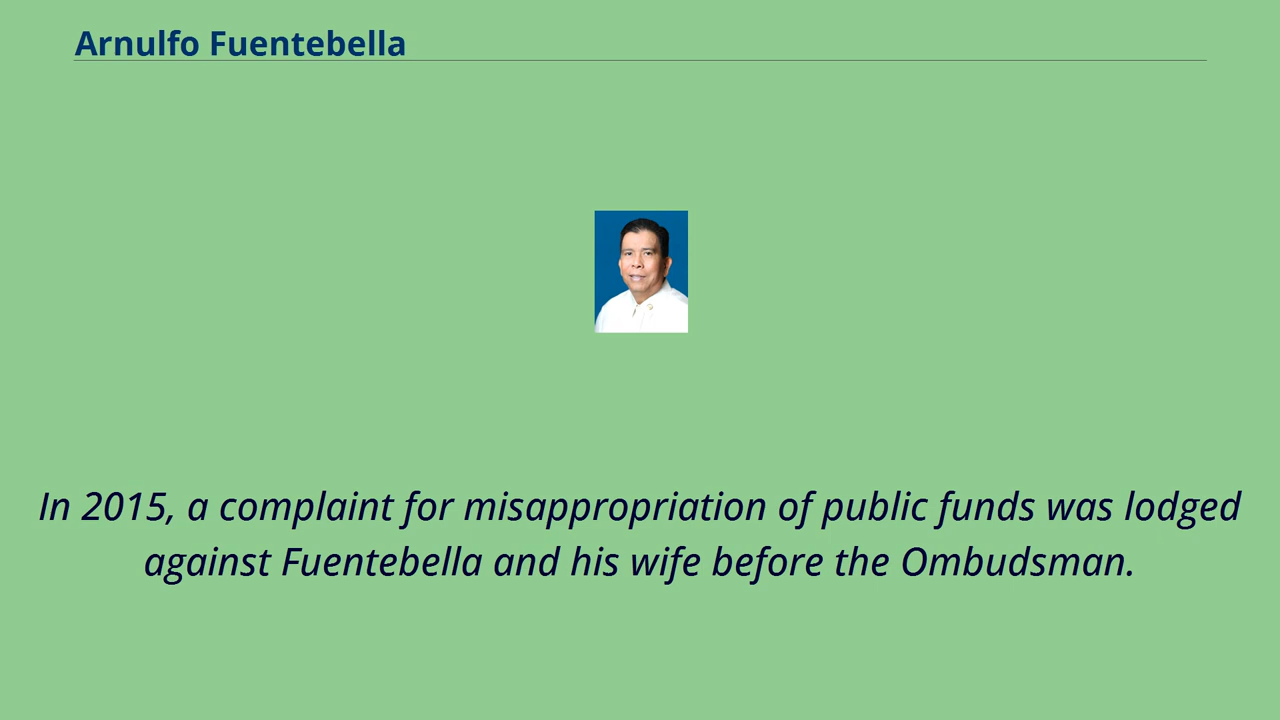 Arnulfo Fuentebella
In 2015, a complaint for misappropriation of public funds was lodged
against Fuentebella and his wife before the Ombudsman.